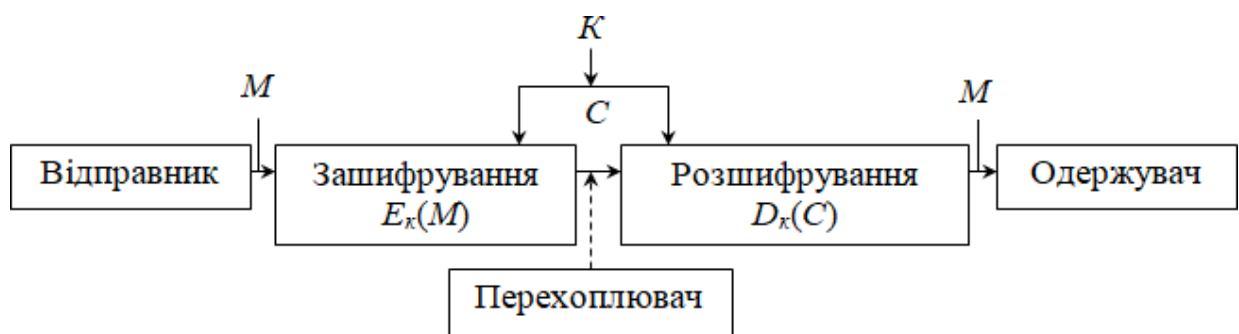 К
М
С
М
Відправник
Зашифрування
Eк(М)
Розшифрування
Dк(С)
Одержувач
Перехоплювач